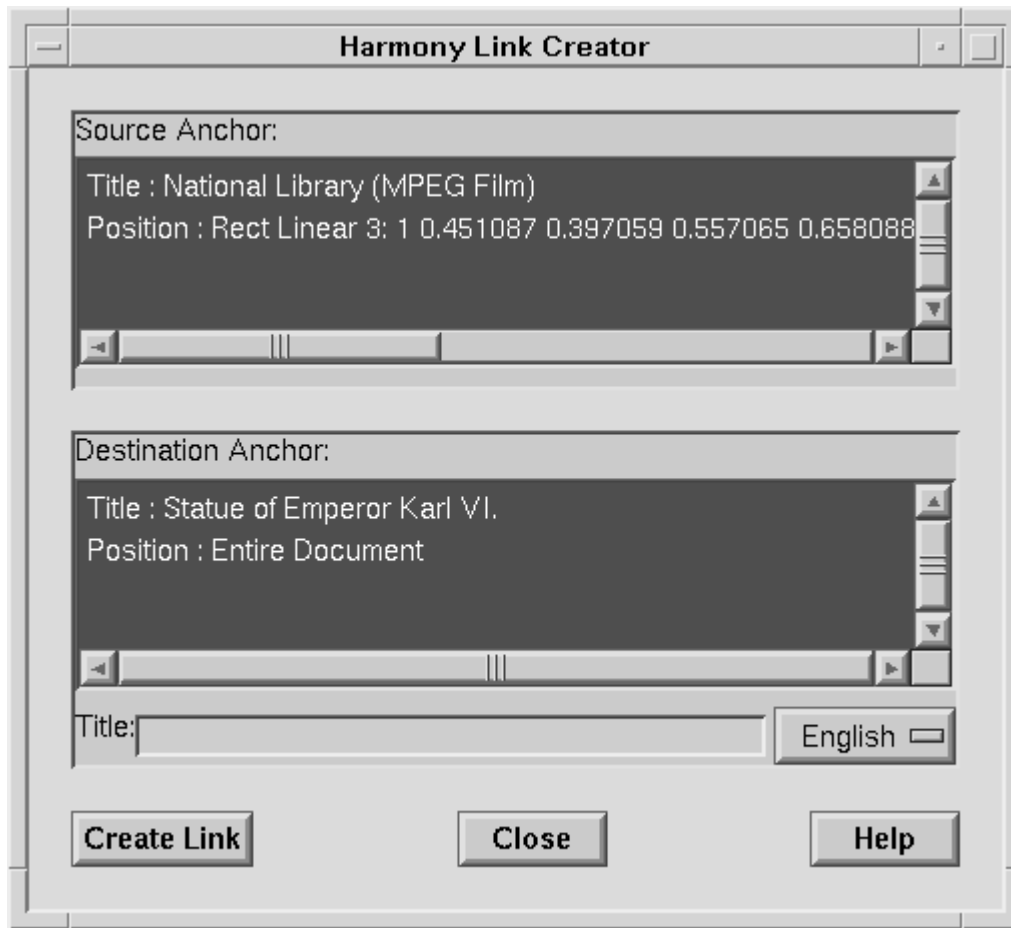 Harmony Link Creator
Source Anchor:
Title : National Library (MPEG Film)
Position : Rect Linear 3: 1 0.451087 0.397059 0.557065 0.658088
Destination Anchor:
Title : Statue of Emperor Karl VI.
Position : Entire Document
Title:
English
Create Link
Close
Help